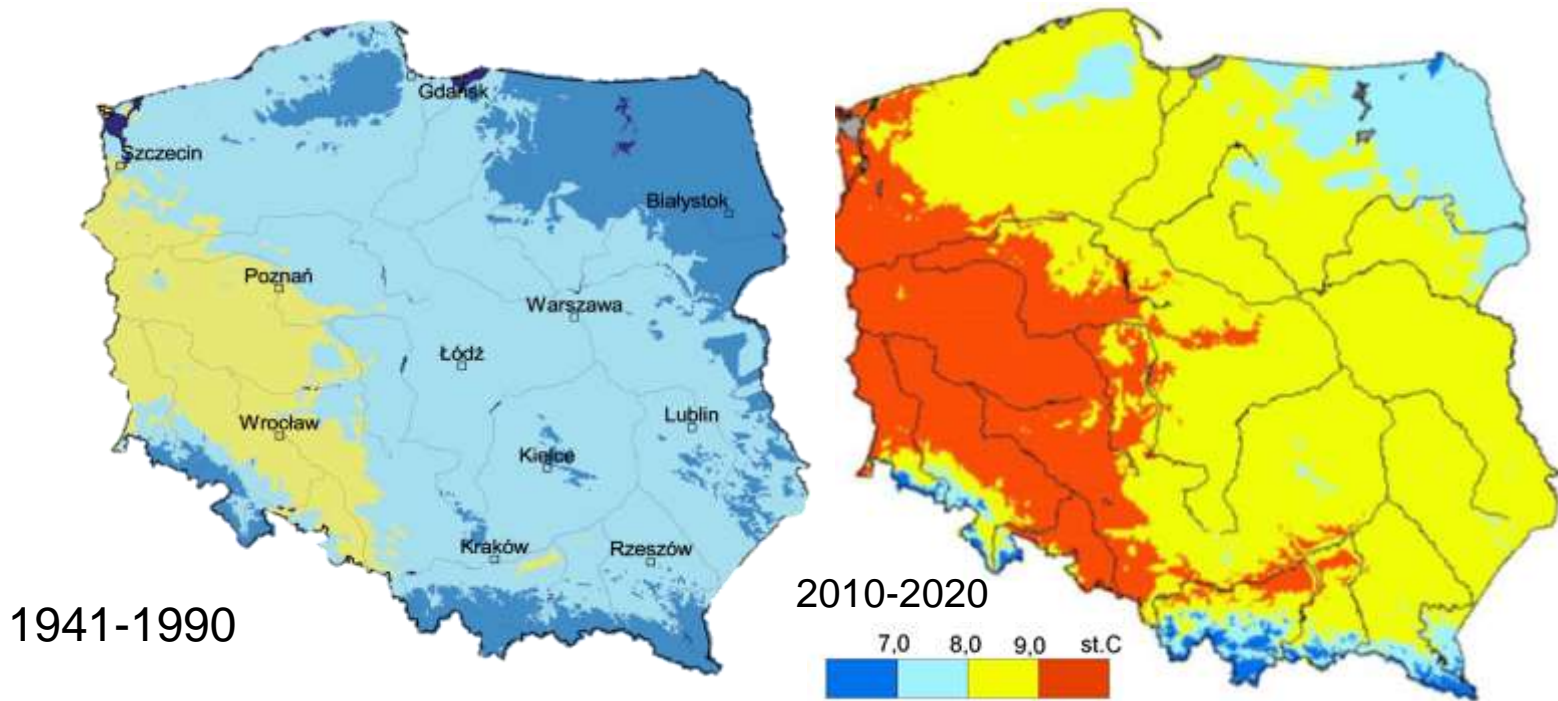 Gdańsk
Szczecin
Białystok
Poznań
Warszawa
Łódź
Wrocław
Lublin
Kielce
Kraków
Rzeszów
1941-1990
2010-2020
7,0 8,0 9,0 st.C